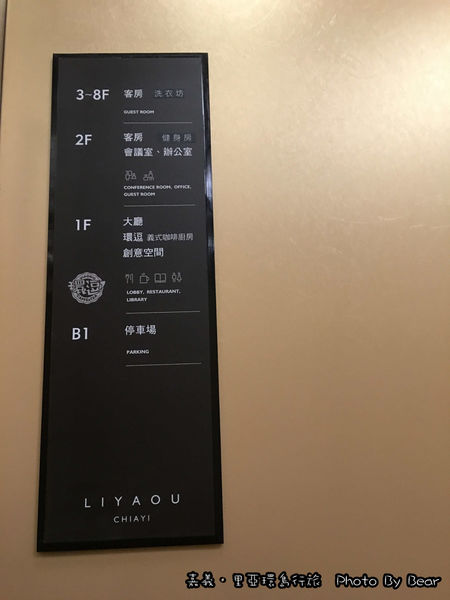 3~8F 客房 洗衣坊
GUEST ROOM
2F 客房 健身房
會議室、辦公室
CONFERENCE ROOM, OFFICE,
GUEST ROOM
1F 大廳
環逗 義式咖啡廚房
創意空間
LOBBY, RESTAURANT,
LIBRARY
B1 停車場
PARKING
LIYAOU
CHIAYI
嘉義・里亞環島行旅 Photo By Bear